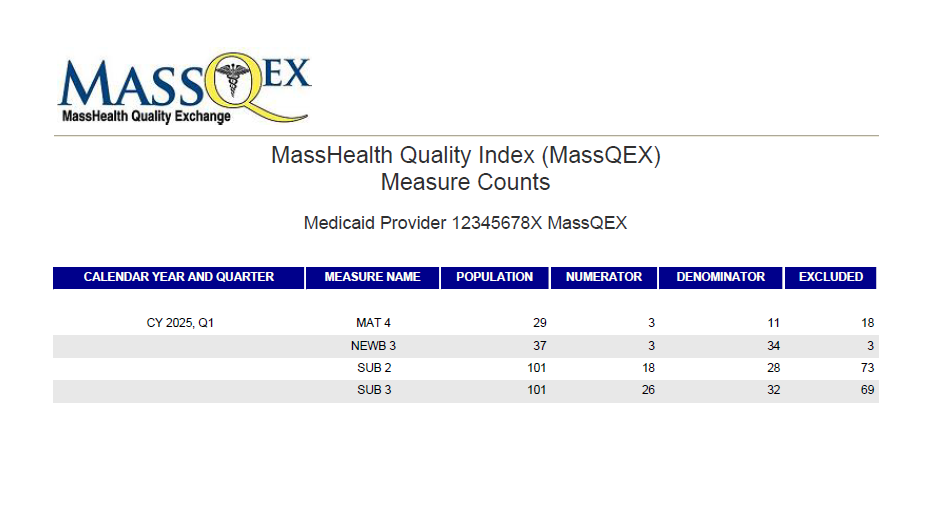 MASSQEX
MassHealth Quality Exchange
MassHealth Quality Index (MassQEX)
Measure Counts
Medicaid Provider 12345678X MassQEX
CALENDAR YEAR AND QUARTER MEASURE NAME POPULATION NUMERATOR DENOMINATOR EXCLUDED
CY 2025, Q1 MAT 4 29 3 11 18
NEWB 3 37 3 34 3
SUB 2 101 18 28 73
SUB 3 101 26 32 69